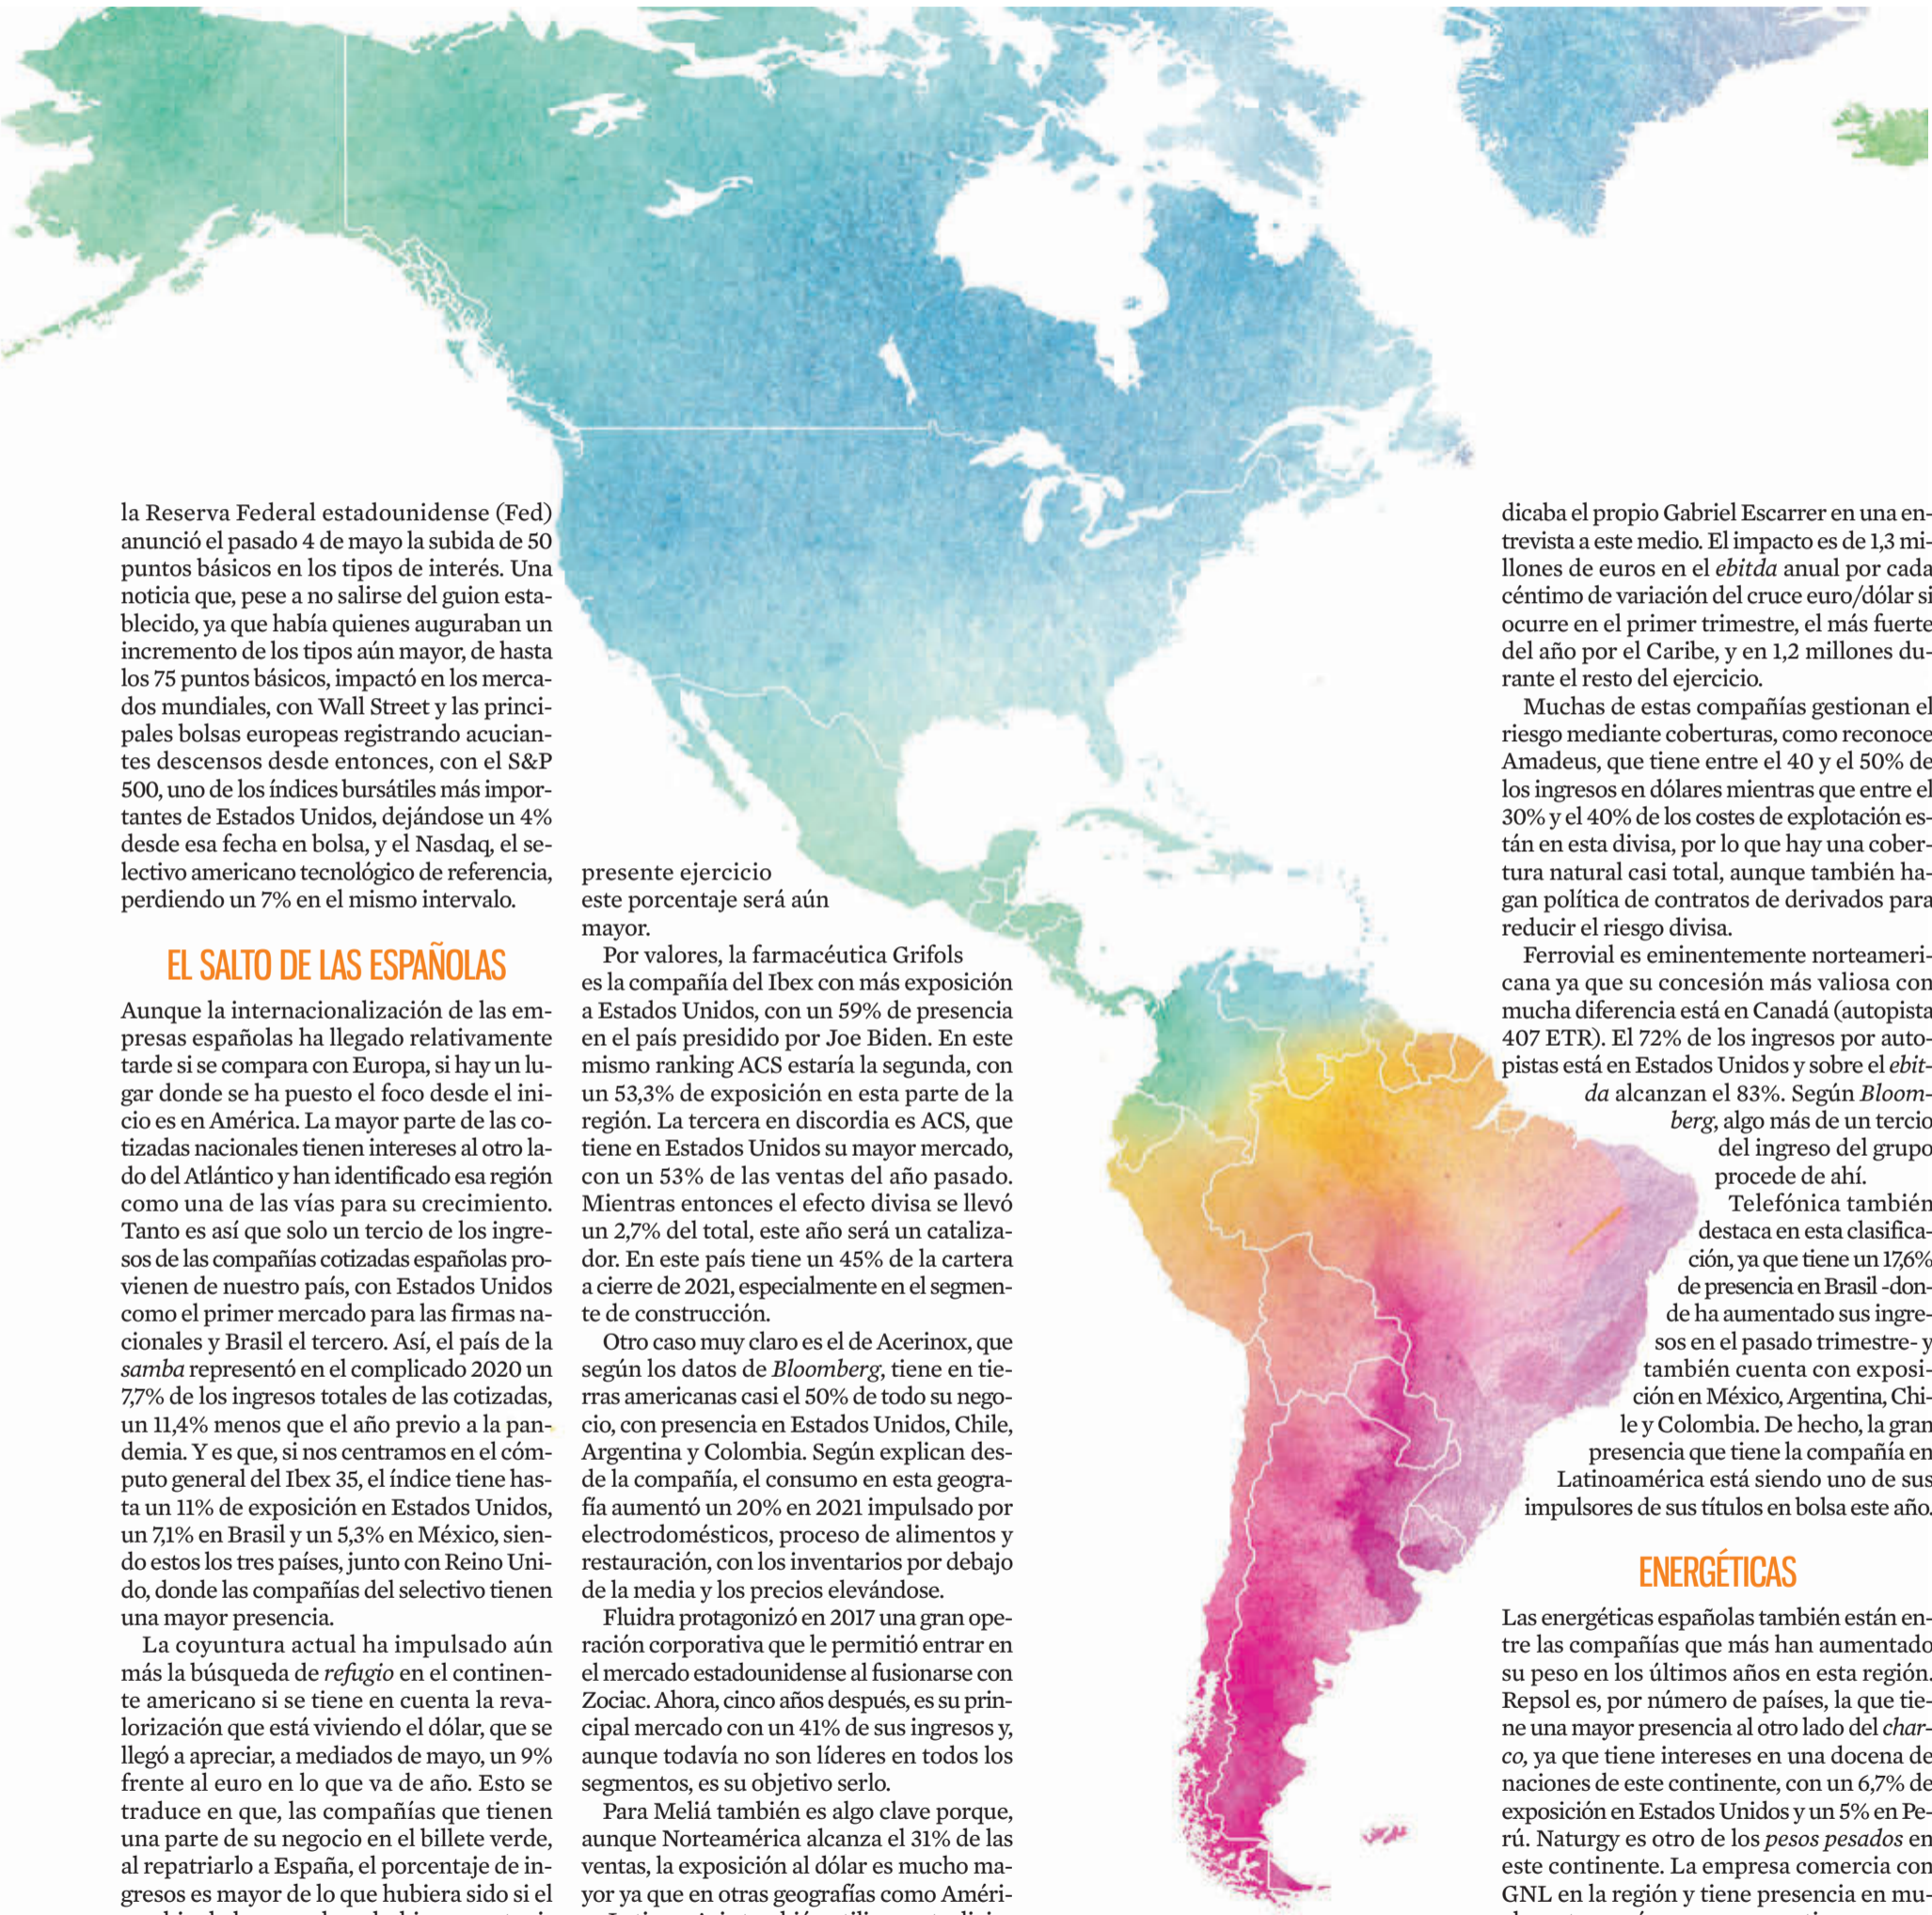 la Reserva Federal estadounidense (Fed)
anunció el pasado 4 de mayo la subida de 50
puntos básicos en los tipos de interés. Una
noticia que, pese a no salirse del guion esta-
blecido, ya que había quienes auguraban un
incremento de los tipos aún mayor, de hasta
los 75 puntos básicos, impactó en los merca-
dos mundiales, con Wall Street y las princi-
pales bolsas europeas registrando acucian-
tes descensos desde entonces, con el S&P
500, uno de los índices bursátiles más impor-
tantes de Estados Unidos, dejándose un 4%
desde esa fecha en bolsa, y el Nasdaq, el se-
lectivo americano tecnológico de referencia,
perdiendo un 7% en el mismo intervalo.
EL SALTO DE LAS ESPAÑOLAS
Aunque la internacionalización de las em-
presas españolas ha llegado relativamente
tarde si se compara con Europa, si hay un lu-
gar donde se ha puesto el foco desde el ini-
cio es en América. La mayor parte de las co-
tizadas nacionales tienen intereses al otro la-
do del Atlántico y han identificado esa región
como una de las vías para su crecimiento.
Tanto es así que solo un tercio de los ingre-
sos de las compañías cotizadas españolas pro-
vienen de nuestro país, con Estados Unidos
como el primer mercado para las firmas na-
cionales y Brasil el tercero. Así, el país de la
samba representó en el complicado 2020 un
7,7% de los ingresos totales de las cotizadas,
un 11,4% menos que el año previo a la pan-
demia. Y es que, si nos centramos en el cóm-
puto general del Ibex 35, el índice tiene has-
ta un 11% de exposición en Estados Unidos,
un 7,1% en Brasil y un 5,3% en México, sien-
do estos los tres países, junto con Reino Uni-
do, donde las compañías del selectivo tienen
una mayor presencia.
La coyuntura actual ha impulsado aún
más la búsqueda de refugio en el continen-
te americano si se tiene en cuenta la reva-
lorización que está viviendo el dólar, que se
llegó a apreciar, a mediados de mayo, un 9%
frente al euro en lo que va de año. Esto se
traduce en que, las compañías que tienen
una parte de su negocio en el billete verde,
al repatriarlo a España, el porcentaje de in-
gresos es mayor de lo que hubiera sido si el
presente ejercicio
este porcentaje será aún
mayor.
Por valores, la farmacéutica Grifols
es la compañía del Ibex con más exposición
a Estados Unidos, con un 59% de presencia
en el país presidido por Joe Biden. En este
mismo ranking ACS estaría la segunda, con
un 53,3% de exposición en esta parte de la
región. La tercera en discordia es ACS, que
tiene en Estados Unidos su mayor mercado,
con un 53% de las ventas del año pasado.
Mientras entonces el efecto divisa se llevó
un 2,7% del total, este año será un cataliza-
dor. En este país tiene un 45% de la cartera
a cierre de 2021, especialmente en el segmen-
te de construcción.
Otro caso muy claro es el de Acerinox, que
según los datos de Bloomberg, tiene en tie-
rras americanas casi el 50% de todo su nego-
cio, con presencia en Estados Unidos, Chile,
Argentina y Colombia. Según explican des-
de la compañía, el consumo en esta geogra-
fía aumentó un 20% en 2021 impulsado por
electrodomésticos, proceso de alimentos y
restauración, con los inventarios por debajo
de la media y los precios elevándose.
Fluidra protagonizó en 2017 una gran ope-
ración corporativa que le permitió entrar en
el mercado estadounidense al fusionarse con
Zociac. Ahora, cinco años después, es su prin-
cipal mercado con un 41% de sus ingresos y,
aunque todavía no son líderes en todos los
segmentos, es su objetivo serlo.
Para Meliá también es algo clave porque,
aunque Norteamérica alcanza el 31% de las
ventas, la exposición al dólar es mucho ma-
yor ya que en otras geografías como Améri-
dicaba el propio Gabriel Escarrer en una en-
trevista a este medio. El impacto es de 1,3 mi-
llones de euros en el ebitda anual por cada
céntimo de variación del cruce euro/dólar si
ocurre en el primer trimestre, el más fuerte
del año por el Caribe, y en 1,2 millones du-
rante el resto del ejercicio.
Muchas de estas compañías gestionan el
riesgo mediante coberturas, como reconoce
Amadeus, que tiene entre el 40 y el 50% de
los ingresos en dólares mientras que entre el
30% y el 40% de los costes de explotación es-
tán en esta divisa, por lo que hay una cober-
tura natural casi total, aunque también ha-
gan política de contratos de derivados para
reducir el riesgo divisa.
Ferrovial es eminentemente norteameri-
cana ya que su concesión más valiosa con
mucha diferencia está en Canadá (autopista
407 ETR). El 72% de los ingresos por auto-
pistas está en Estados Unidos y sobre el ebit-
da alcanzan el 83%. Según Bloom-
berg, algo más de un tercio
del ingreso del grupo
procede de ahí.
Telefónica también
destaca en esta clasifica-
ción, ya que tiene un 17,6%
de presencia en Brasil -don-
de ha aumentado sus ingre-
sos en el pasado trimestre- y
también cuenta con exposi-
ción en México, Argentina, Chi-
le y Colombia. De hecho, la gran
presencia que tiene la compañía en
Latinoamérica está siendo uno de sus
impulsores de sus títulos en bolsa este año.
ENERGÉTICAS
Las energéticas españolas también están en-
tre las compañías que más han aumentado
su peso en los últimos años en esta región.
Repsol es, por número de países, la que tie-
ne una mayor presencia al otro lado del char-
co, ya que tiene intereses en una docena de
naciones de este continente, con un 6,7% de
exposición en Estados Unidos y un 5% en Pe-
rú. Naturgy es otro de los pesos pesados en
este continente. La empresa comercia con
GNL en la región y tiene presencia en mu-